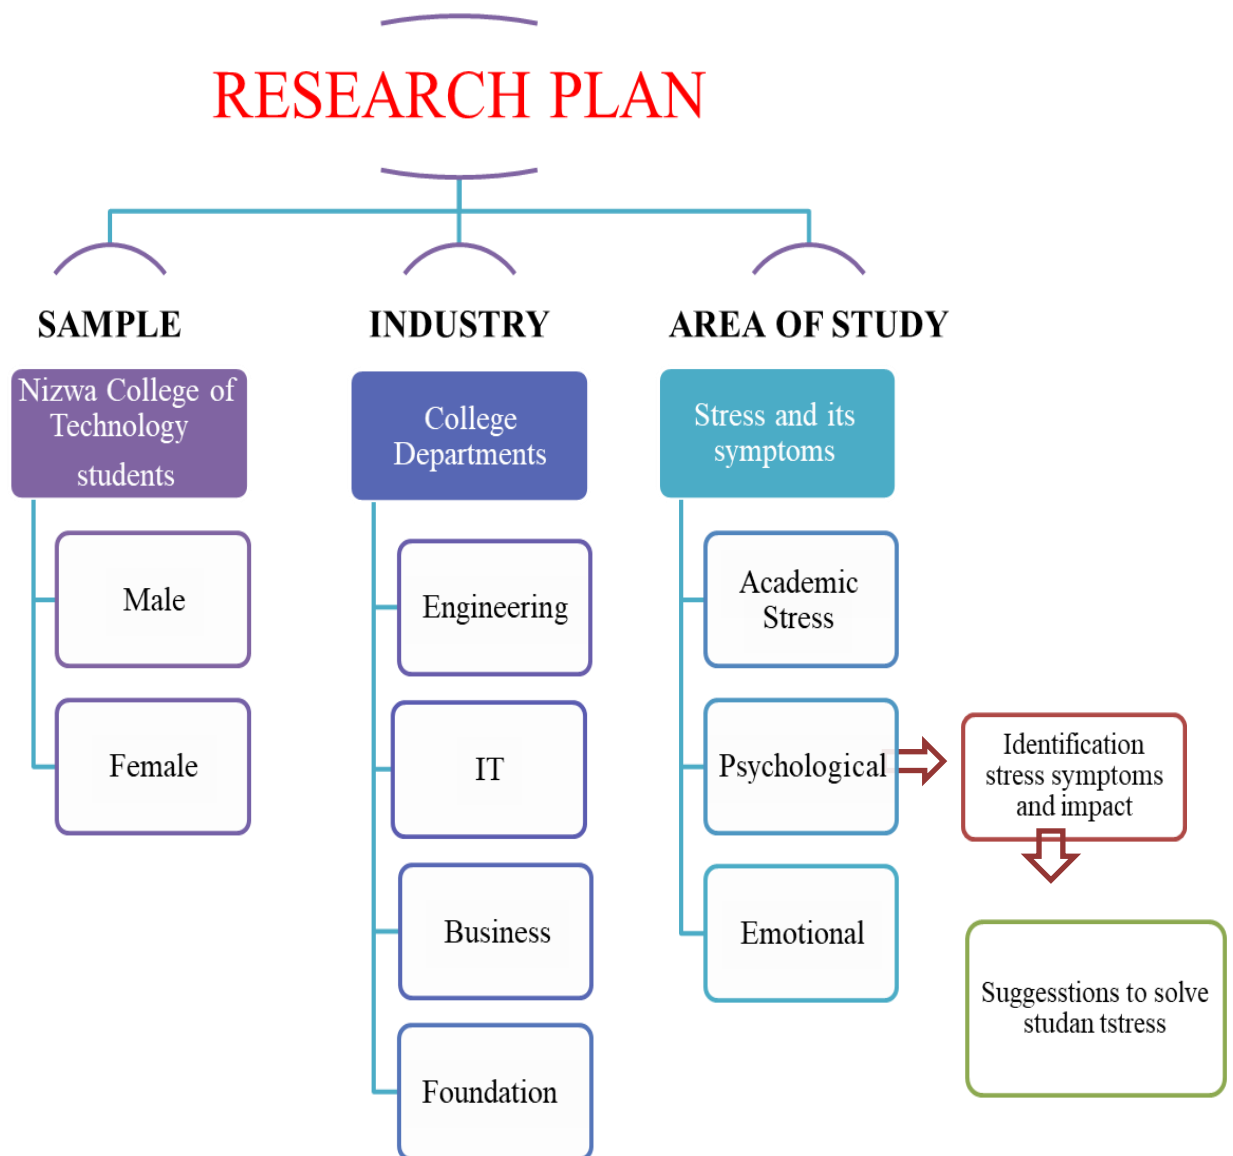 RESEARCH PLAN
SAMPLE
Nizwa College of
Technology
students
Male
Female
INDUSTRY
College
Departments
Engineering
IT
Business
Foundation
AREA OF STUDY
Stress and its
symptoms
Academic
Stress
Psychological
Emotional
Identification
stress symptoms
and impact
Suggesstions to solve
studan tstress